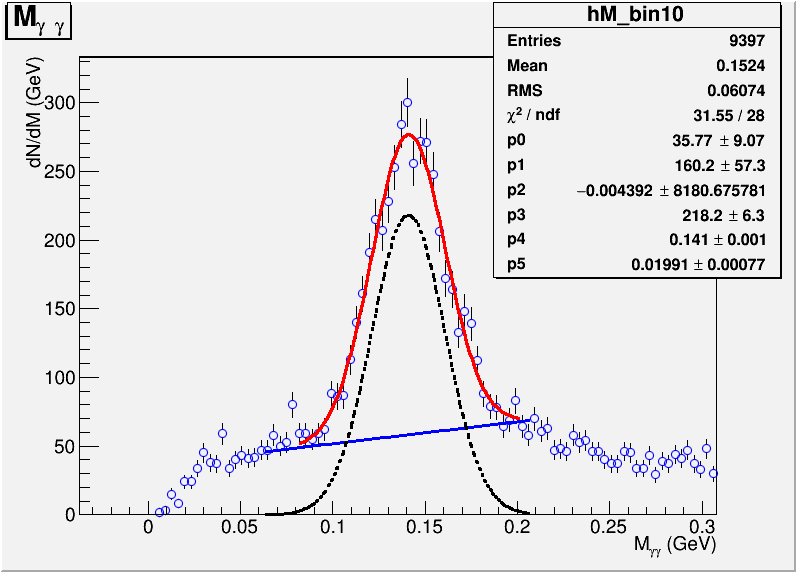 Mγ γ
hM_bin10
Entries 9397
Mean 0.1524
RMS 0.06074
χ² / ndf 31.55 / 28
p0 35.77 ± 9.07
p1 160.2 ± 57.3
p2 −0.004392 ± 8180.675781
p3 218.2 ± 6.3
p4 0.141 ± 0.001
p5 0.01991 ± 0.00077
dN/dM (GeV)
300
250
200
150
100
50
0
0 0.05 0.1 0.15 0.2 0.25 0.3
Mγγ (GeV)